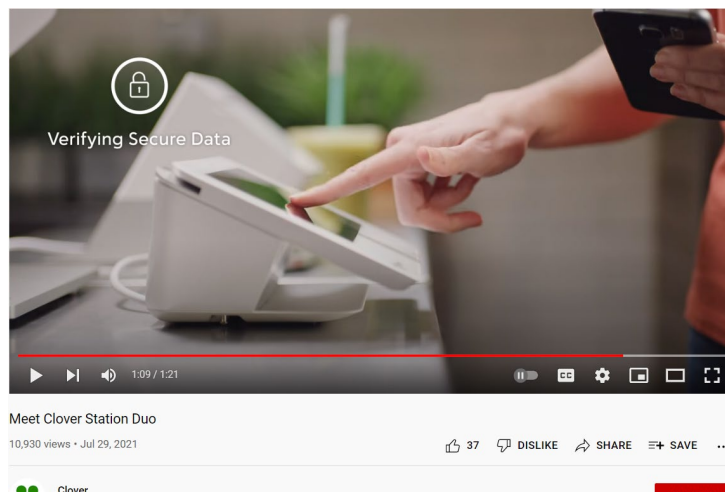 Verifying Secure Data
1:09 / 1:21
CC
Meet Clover Station Duo
10,930 views • Jul 29, 2021
37 DISLIKE SHARE SAVE ...
Clover